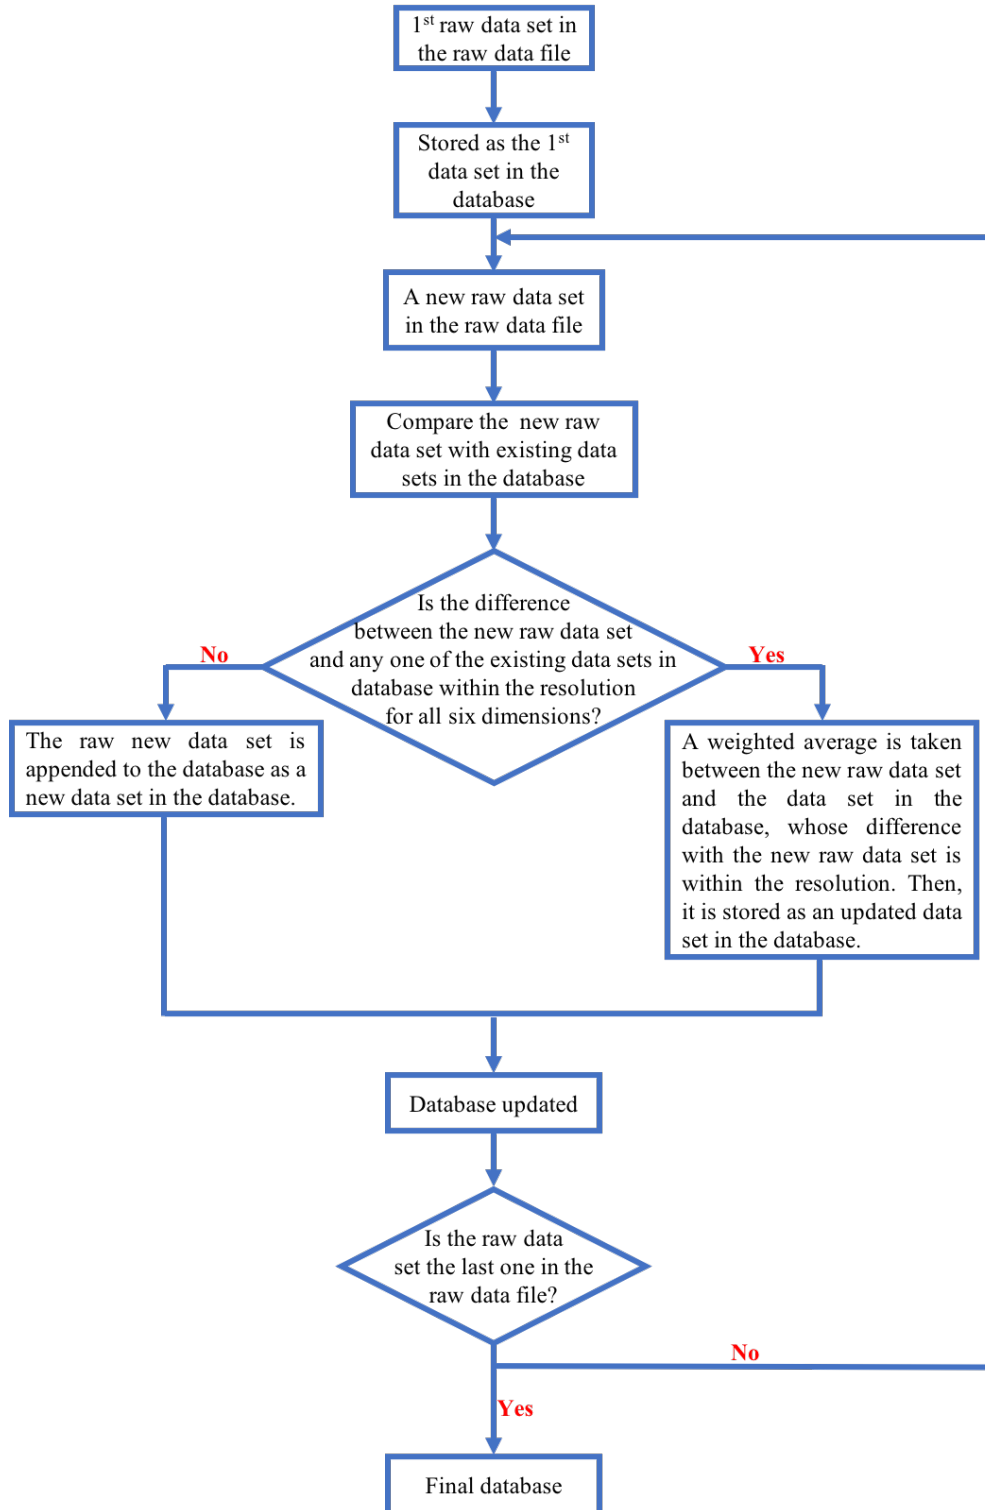 1st raw data set in
the raw data file
Stored as the 1st
data set in the
database
A new raw data set
in the raw data file
Compare the new raw
data set with existing data
sets in the database
Is the difference
between the new raw data set
and any one of the existing data sets in
database within the resolution
for all six dimensions?
No
Yes
The raw new data set is
appended to the database as a
new data set in the database.
A weighted average is taken
between the new raw data set
and the data set in the
database, whose difference
with the new raw data set is
within the resolution. Then,
it is stored as an updated data
set in the database.
Database updated
Is the raw data
set the last one in the
raw data file?
No
Yes
Final database